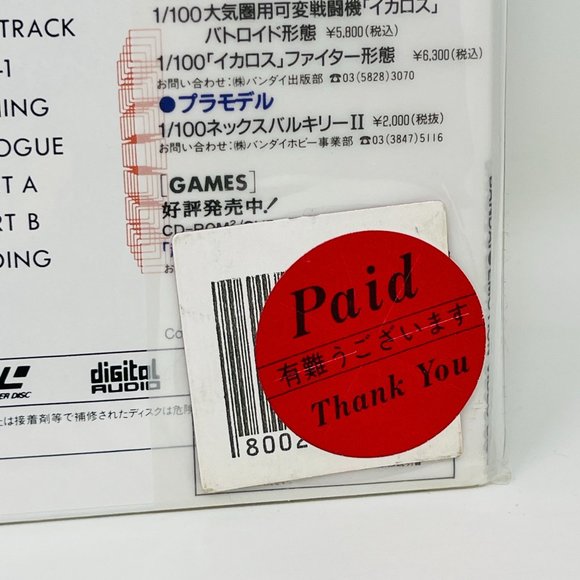 TRACK
-1
NING
OGUE
T A
RT B
DING
1/100大気圏用可変戦闘機「イカロス」
バトロイド形態 ¥5,800(税込)
1/100「イカロス」ファイター形態 ¥6,300(税込)
お問い合わせ:㈱バンダイ出版部 ☎03(5828)3070
●プラモデル
1/100ネックスバルキリーII ¥2,000(税抜)
お問い合わせ:㈱バンダイホビー事業部 ☎03(3847)5116
[GAMES]
好評発売中!
CD-ROM²/SU
Paid
有難うございます
Thank You
8002
digital
AUDIO
ER DISC
は接着剤等で補修されたディスクは危険